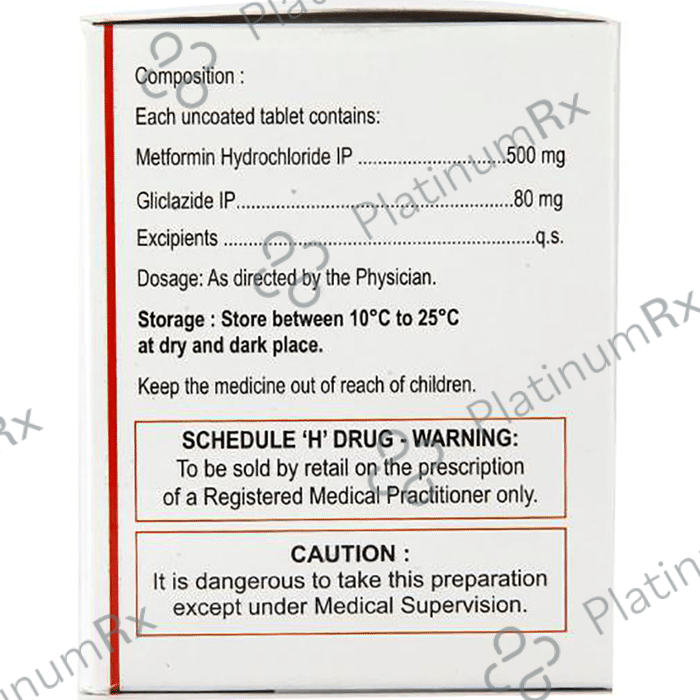 Composition :
Each uncoated tablet contains:
Metformin Hydrochloride IP ............................500 mg
Gliclazide IP.....................................................80 mg
Excipients ...........................................................q.s.
Dosage: As directed by the Physician.
Storage : Store between 10°C to 25°C
at dry and dark place.
Keep the medicine out of reach of children.
SCHEDULE ‘H’ DRUG - WARNING:
To be sold by retail on the prescription
of a Registered Medical Practitioner only.
CAUTION :
It is dangerous to take this preparation
except under Medical Supervision.
PlatinumRx
PlatinumRx
PlatinumRx
Rx
PlatinumRx
PlatinumRx